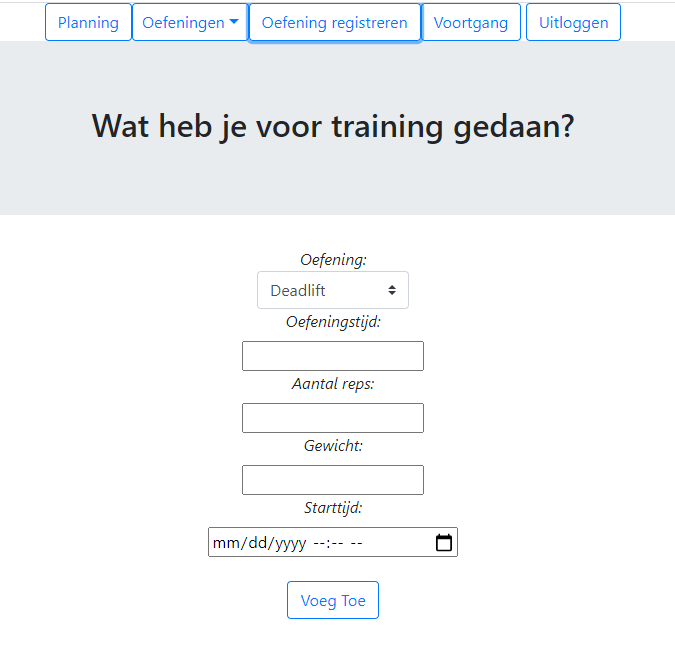 Planning Oefeningen Oefening registreren Voortgang Uitloggen
Wat heb je voor training gedaan?
Oefening:
Deadlift
Oefeningstijd:
Aantal reps:
Gewicht:
Starttijd:
mm/dd/yyyy --:-- --
Voeg Toe